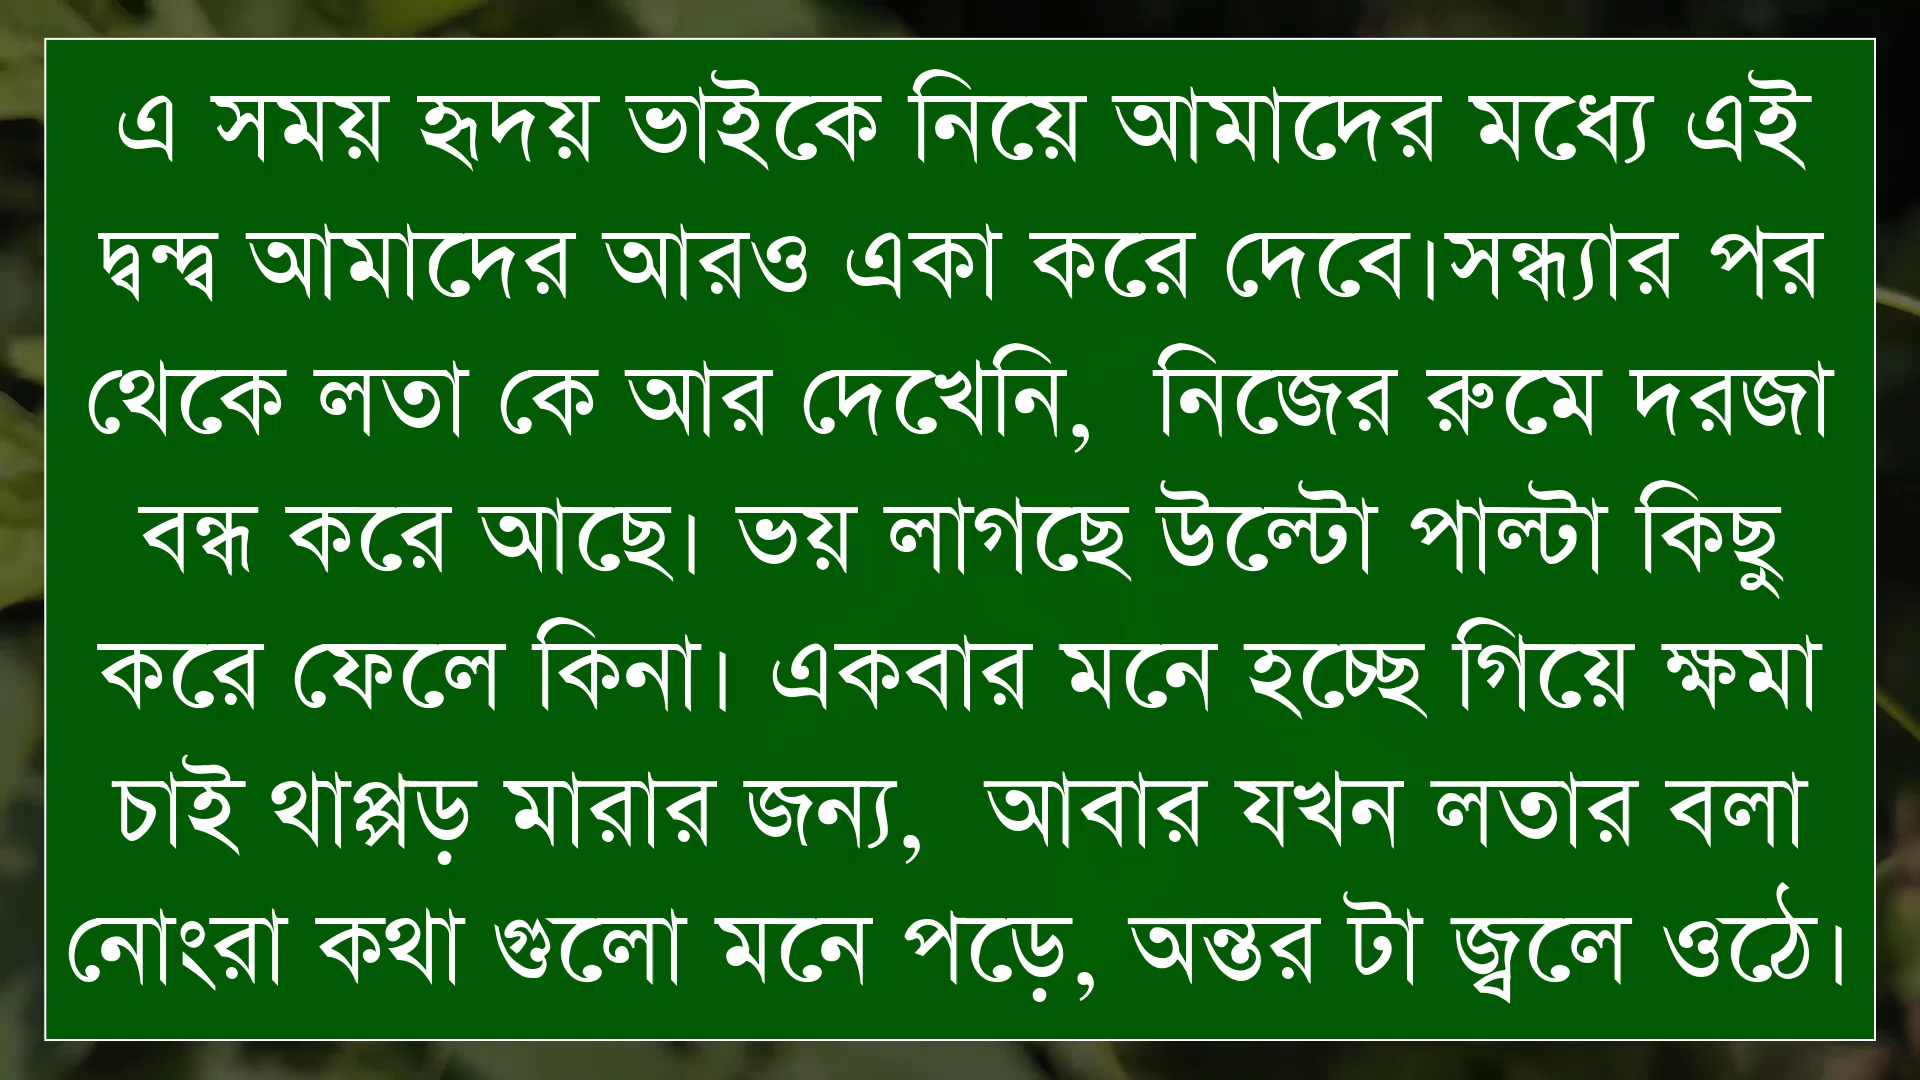 এ সময় হৃদয় ভাইকে নিয়ে আমাদের মধ্যে এই
দ্বন্দ্ব আমাদের আরও একা করে দেবে।সন্ধ্যার পর
থেকে লতা কে আর দেখেনি,  নিজের রুমে দরজা
বন্ধ করে আছে। ভয় লাগছে উল্টো পাল্টা কিছু
করে ফেলে কিনা। একবার মনে হচ্ছে গিয়ে ক্ষমা
চাই থাপ্পড় মারার জন্য,  আবার যখন লতার বলা
নোংরা কথা গুলো মনে পড়ে, অন্তর টা জ্বলে ওঠে।